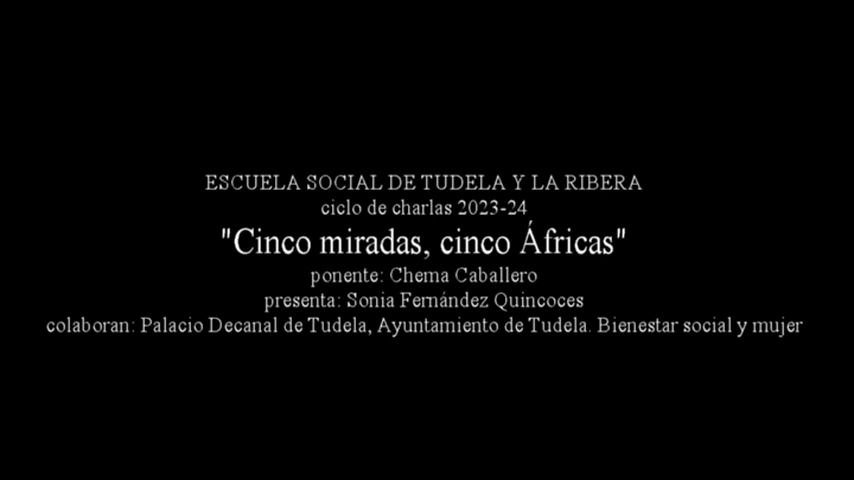 ESCUELA SOCIAL DE TUDELA Y LA RIBERA
ciclo de charlas 2023-24
"Cinco miradas, cinco Áfricas"
ponente: Chema Caballero
presenta: Sonia Fernández Quincoces
colaboran: Palacio Decanal de Tudela, Ayuntamiento de Tudela. Bienestar social y mujer